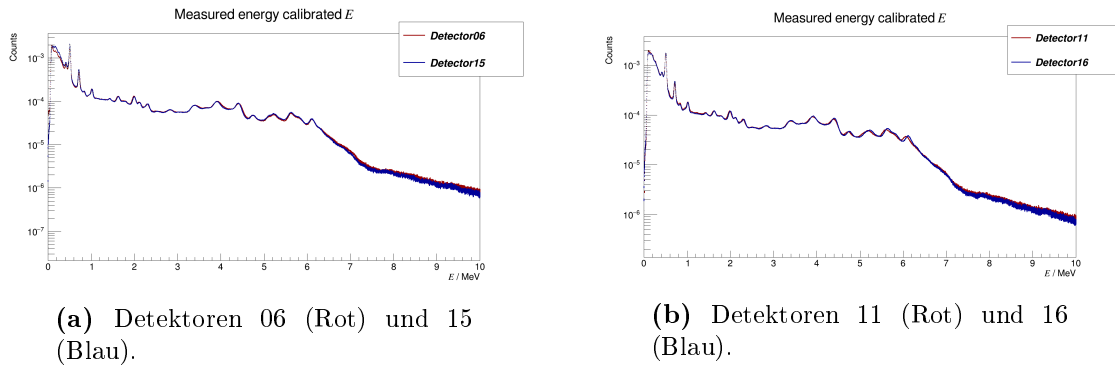 Measured energy calibrated E
Counts
Detector06
Detector15
10⁻³
10⁻⁴
10⁻⁵
10⁻⁶
10⁻⁷
0 1 2 3 4 5 6 7 8 9 10
E / MeV
(a) Detektoren 06 (Rot) und 15
(Blau).
Measured energy calibrated E
Counts
Detector11
Detector16
10⁻³
10⁻⁴
10⁻⁵
10⁻⁶
0 1 2 3 4 5 6 7 8 9 10
E / MeV
(b) Detektoren 11 (Rot) und 16
(Blau).